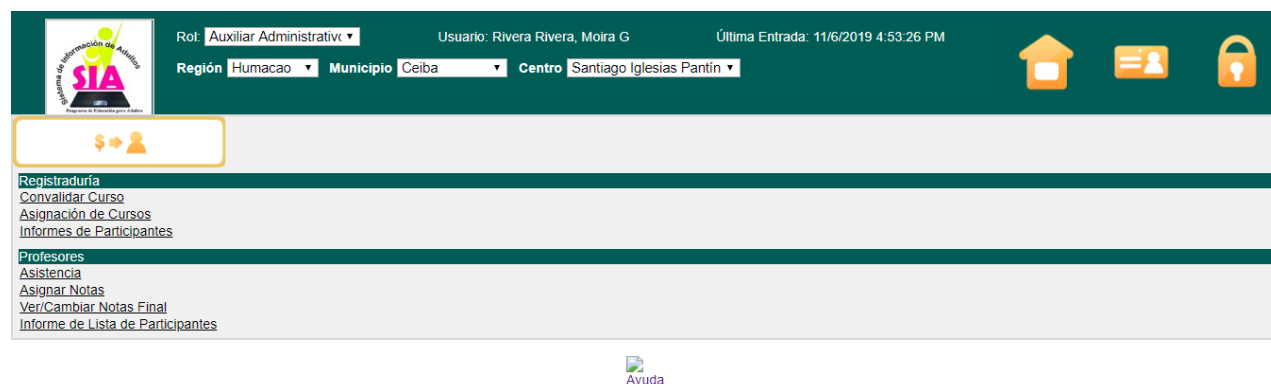 Sistema de Información de Adultos
SIA
Programa de Educación para Adultos
Rol: Auxiliar Administrativo Usuario: Rivera Rivera, Moira G Última Entrada: 11/6/2019 4:53:26 PM
Región Humacao Municipio Ceiba Centro Santiago Iglesias Pantín
$
Registraduría
Convalidar Curso
Asignación de Cursos
Informes de Participantes
Profesores
Asistencia
Asignar Notas
Ver/Cambiar Notas Final
Informe de Lista de Participantes
Ayuda